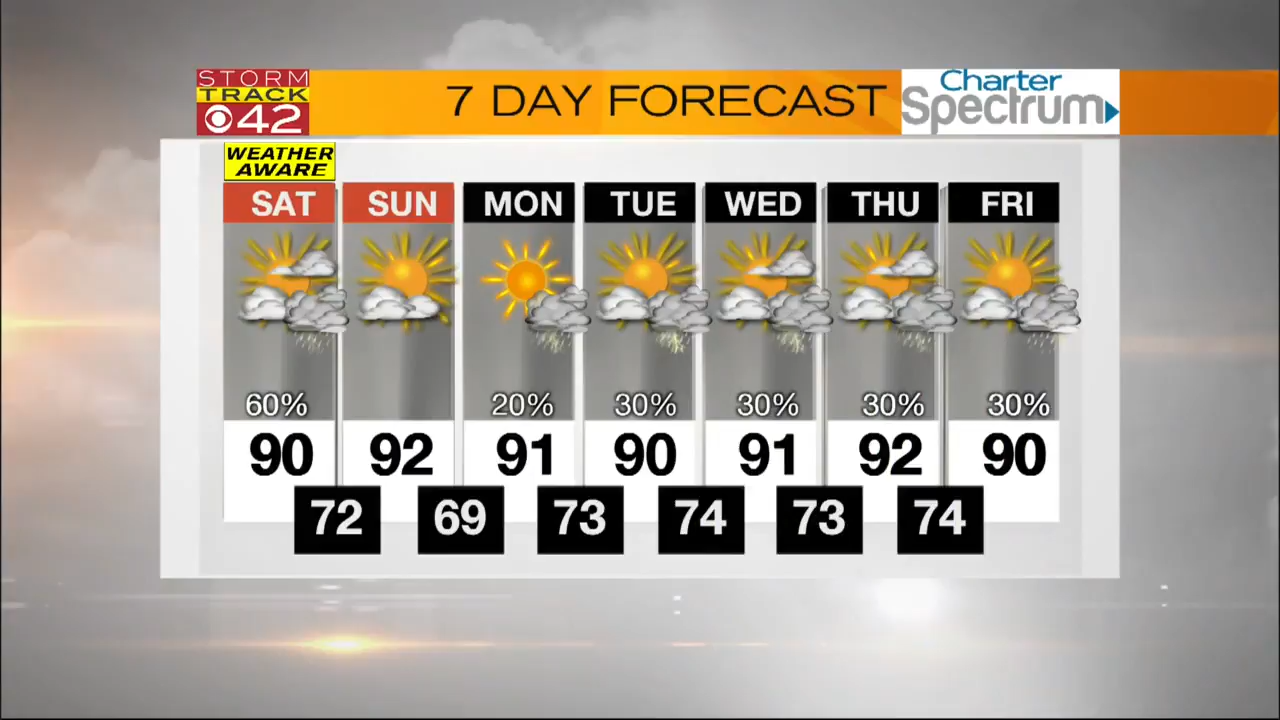 STORM
TRACK
42
7 DAY FORECAST
Charter
Spectrum
WEATHER
AWARE
SAT SUN MON TUE WED THU FRI
60% 20% 30% 30% 30% 30%
90 92 91 90 91 92 90
72 69 73 74 73 74